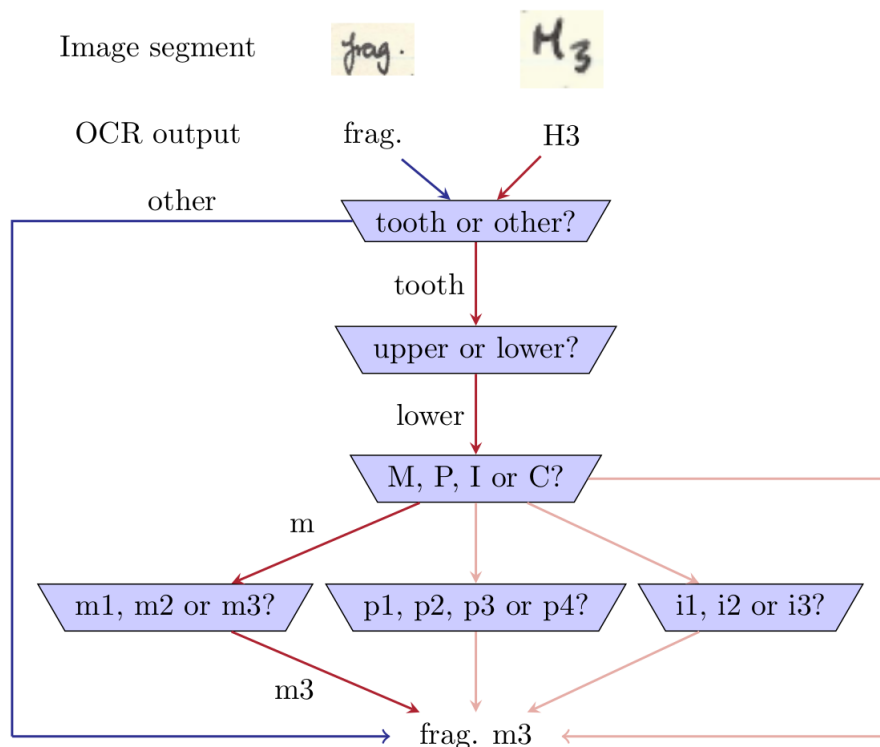 Image segment frag. M3
OCR output frag. H3
other
tooth or other?
tooth
upper or lower?
lower
M, P, I or C?
m
m1, m2 or m3? p1, p2, p3 or p4? i1, i2 or i3?
m3
frag. m3